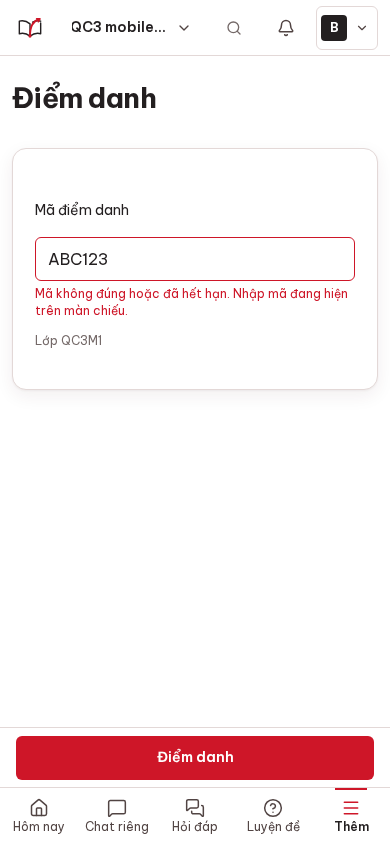 QC3 mobile...
B
Điểm danh
Mã điểm danh
ABC123
Mã không đúng hoặc đã hết hạn. Nhập mã đang hiện
trên màn chiếu.
Lớp QC3M1
Điểm danh
Hôm nay
Chat riêng
Hỏi đáp
Luyện đề
Thêm